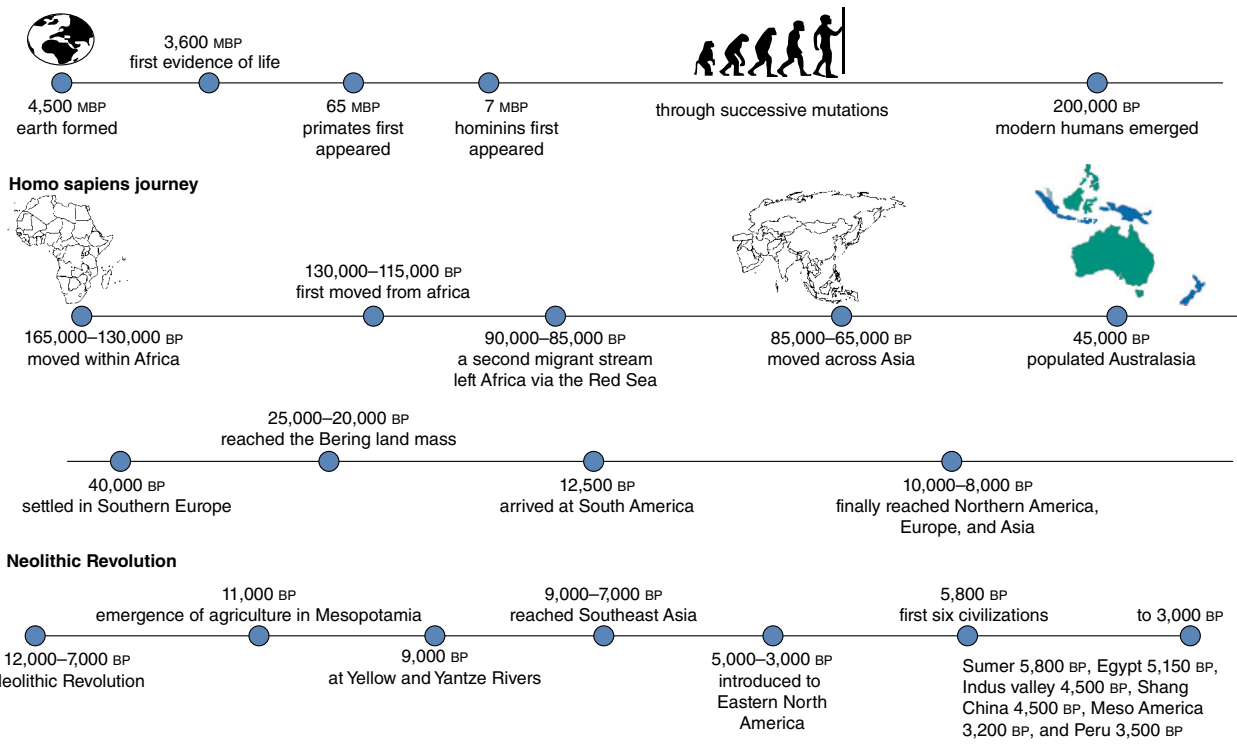 3,600 MBP
first evidence of life
4,500 MBP
earth formed
65 MBP
primates first
appeared
7 MBP
hominins first
appeared
through successive mutations
200,000 BP
modern humans emerged
Homo sapiens journey
165,000–130,000 BP
moved within Africa
130,000–115,000 BP
first moved from africa
90,000–85,000 BP
a second migrant stream
left Africa via the Red Sea
85,000–65,000 BP
moved across Asia
45,000 BP
populated Australasia
40,000 BP
settled in Southern Europe
25,000–20,000 BP
reached the Bering land mass
12,500 BP
arrived at South America
10,000–8,000 BP
finally reached Northern America,
Europe, and Asia
Neolithic Revolution
12,000–7,000 BP
eolithic Revolution
11,000 BP
emergence of agriculture in Mesopotamia
9,000 BP
at Yellow and Yantze Rivers
9,000–7,000 BP
reached Southeast Asia
5,000–3,000 BP
introduced to
Eastern North
America
5,800 BP
first six civilizations
to 3,000 BP
Sumer 5,800 BP, Egypt 5,150 BP,
Indus valley 4,500 BP, Shang
China 4,500 BP, Meso America
3,200 BP, and Peru 3,500 BP